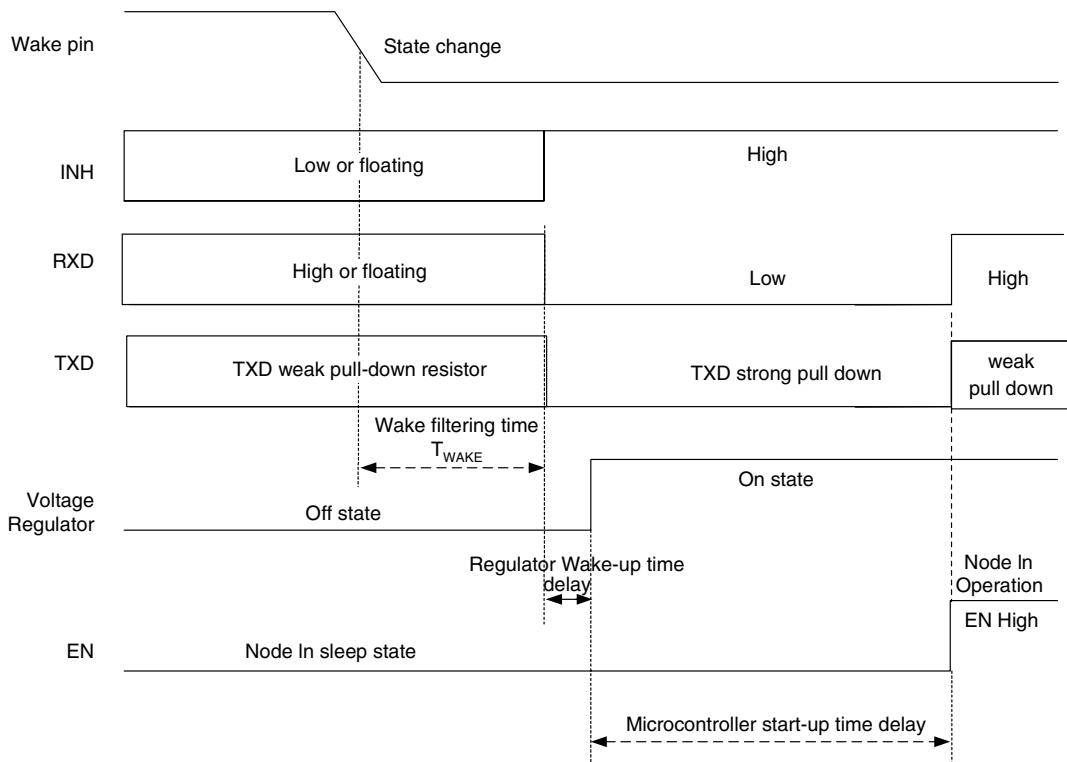 Wake pin
State change
INH
Low or floating
High
RXD
High or floating
Low
High
TXD
TXD weak pull-down resistor
TXD strong pull down
weak
pull down
Wake filtering time
TWAKE
Voltage
Regulator
Off state
On state
Regulator Wake-up time
delay
Node In
Operation
EN High
EN
Node In sleep state
Microcontroller start-up time delay